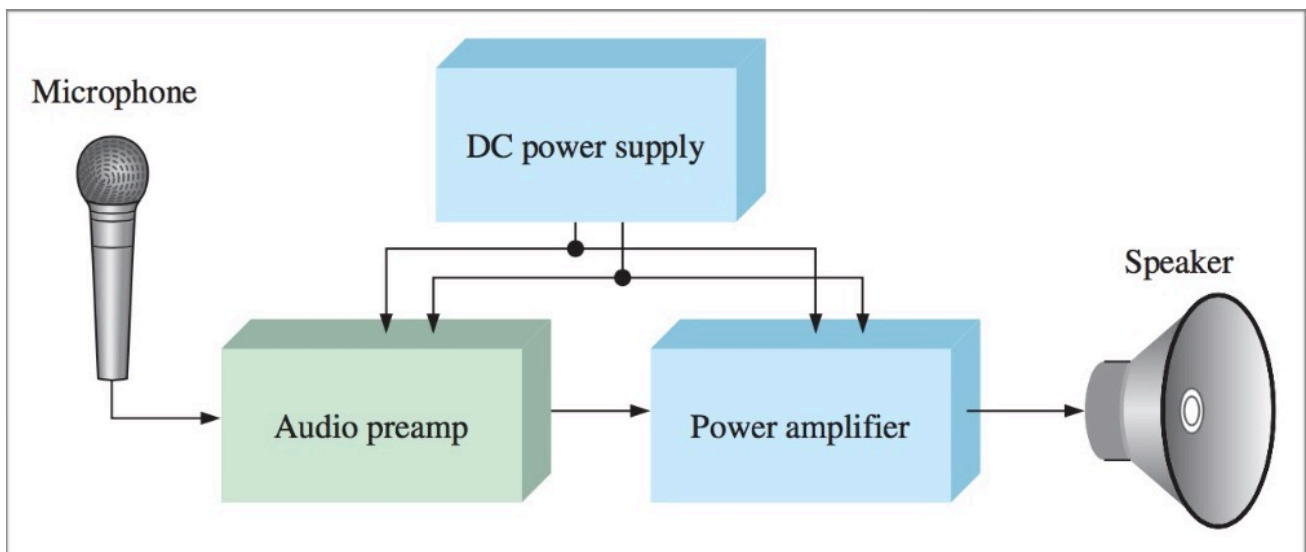 Microphone
DC power supply
Speaker
Audio preamp
Power amplifier